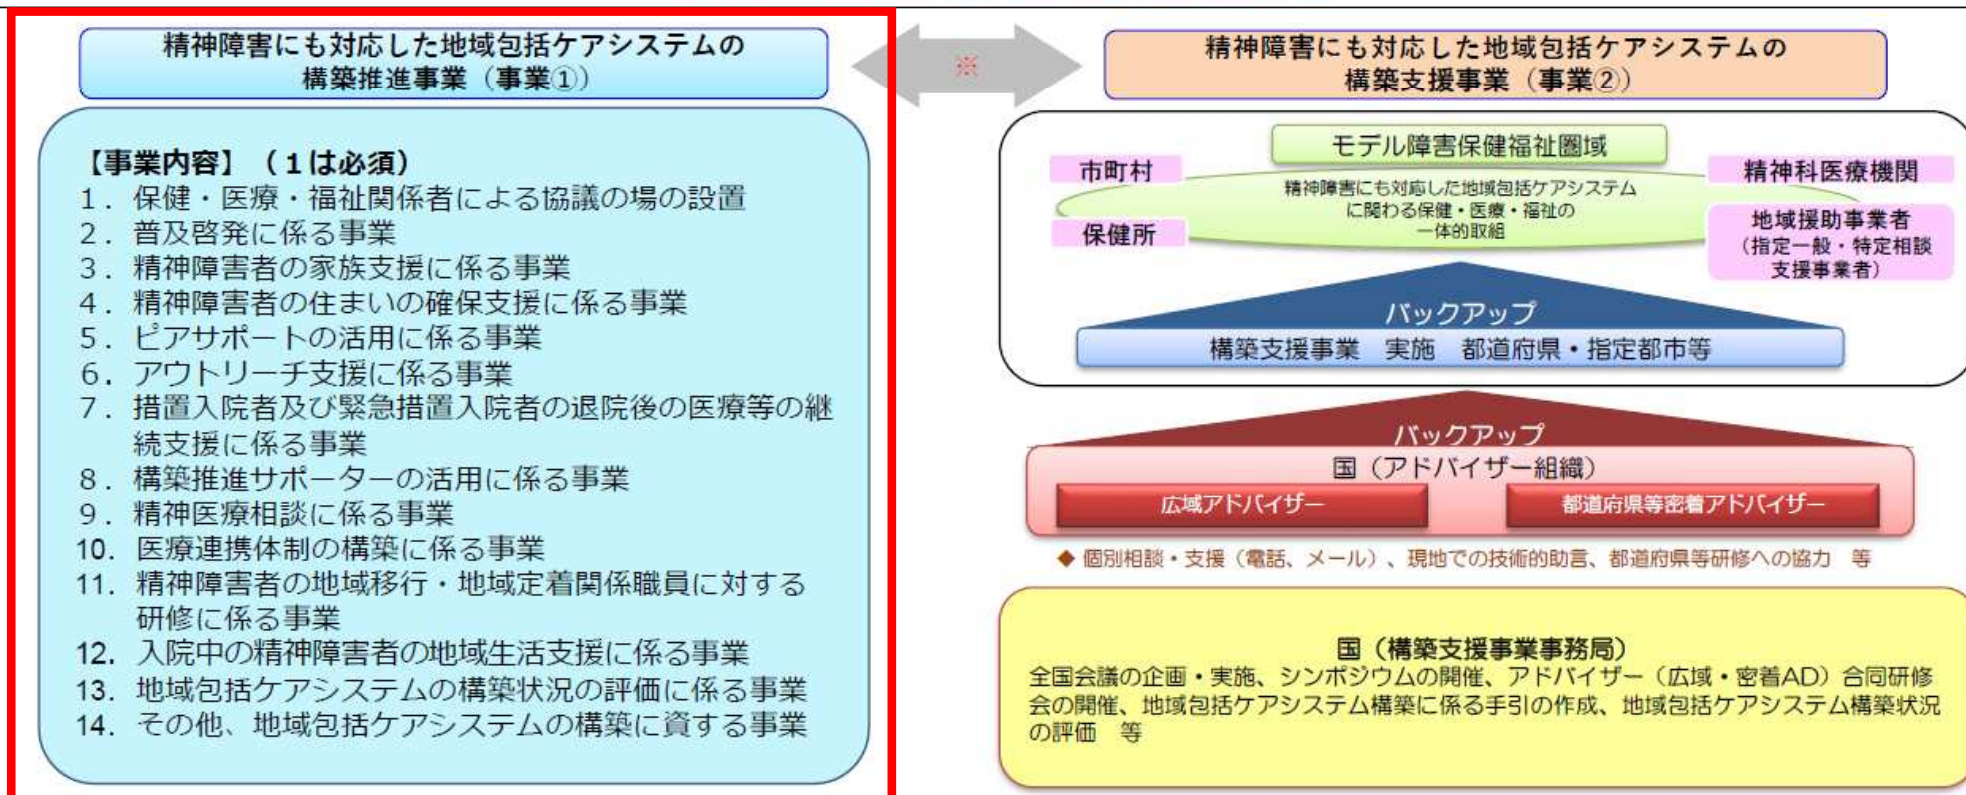 精神障害にも対応した地域包括ケアシステムの
構築推進事業（事業①）
【事業内容】（１は必須）
１．保健・医療・福祉関係者による協議の場の設置
２．普及啓発に係る事業
３．精神障害者の家族支援に係る事業
４．精神障害者の住まいの確保支援に係る事業
５．ピアサポートの活用に係る事業
６．アウトリーチ支援に係る事業
７．措置入院者及び緊急措置入院者の退院後の医療等の継
続支援に係る事業
８．構築推進サポーターの活用に係る事業
９．精神医療相談に係る事業
10．医療連携体制の構築に係る事業
11．精神障害者の地域移行・地域定着関係職員に対する
研修に係る事業
12．入院中の精神障害者の地域生活支援に係る事業
13．地域包括ケアシステムの構築状況の評価に係る事業
14．その他、地域包括ケアシステムの構築に資する事業
※
精神障害にも対応した地域包括ケアシステムの
構築支援事業（事業②）
モデル障害保健福祉圏域
市町村
精神科医療機関
精神障害にも対応した地域包括ケアシステム
に関わる保健・医療・福祉の
一体的取組
保健所
地域援助事業者
（指定一般・特定相談
支援事業者）
バックアップ
構築支援事業　実施　都道府県・指定都市等
バックアップ
国（アドバイザー組織）
広域アドバイザー
都道府県等密着アドバイザー
◆ 個別相談・支援（電話、メール）、現地での技術的助言、都道府県等研修への協力　等
国（構築支援事業事務局）
全国会議の企画・実施、シンポジウムの開催、アドバイザー（広域・密着AD）合同研修
会の開催、地域包括ケアシステム構築に係る手引の作成、地域包括ケアシステム構築状況
の評価　等